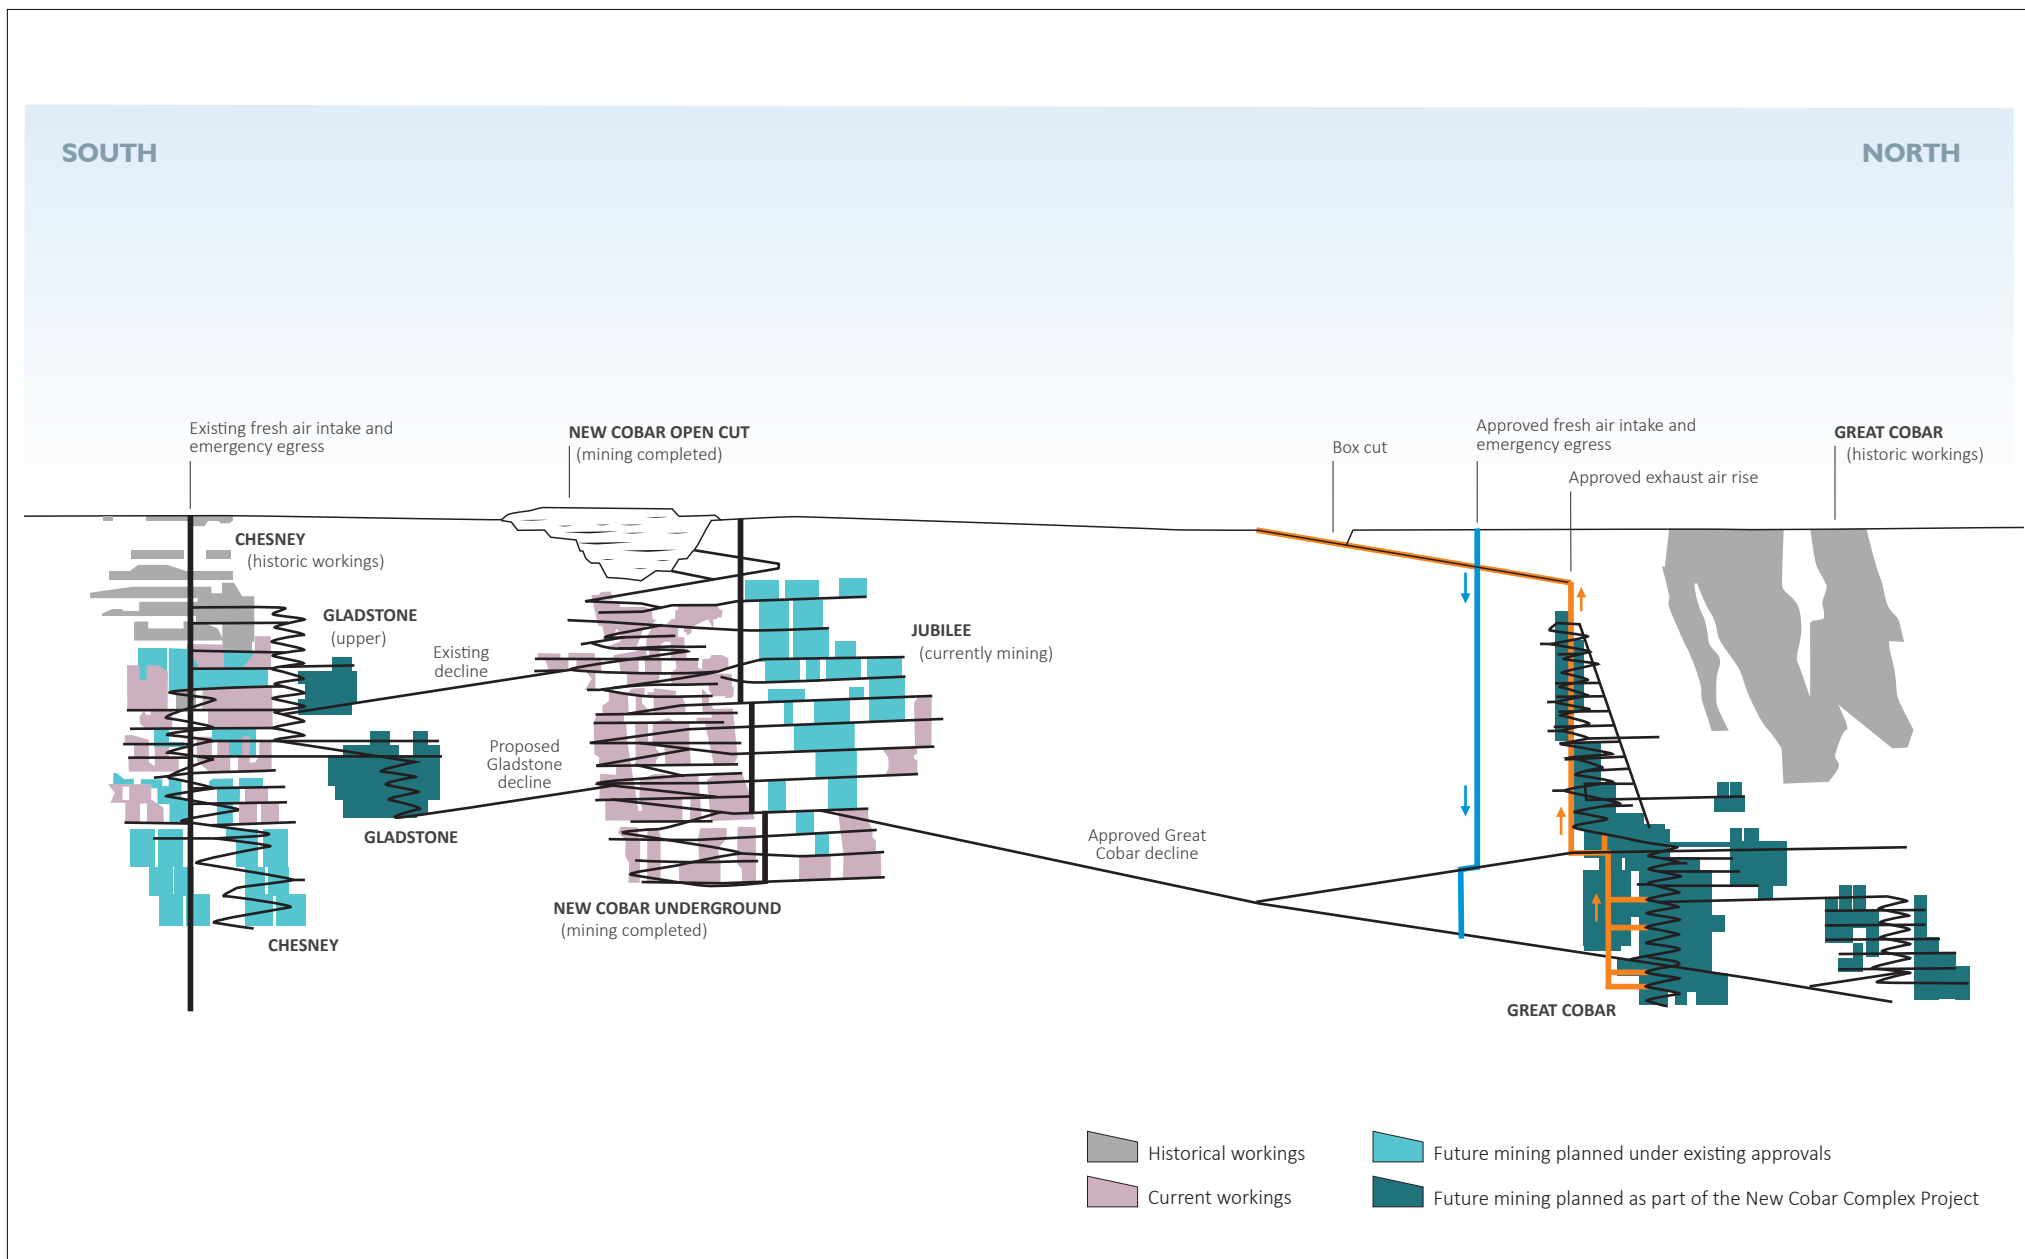 SOUTH
NORTH
Existing fresh air intake and
emergency egress
NEW COBAR OPEN CUT
(mining completed)
Box cut
Approved fresh air intake and
emergency egress
Approved exhaust air rise
GREAT COBAR
(historic workings)
CHESNEY
(historic workings)
GLADSTONE
(upper)
Existing
decline
JUBILEE
(currently mining)
Proposed
Gladstone
decline
GLADSTONE
Approved Great
Cobar decline
NEW COBAR UNDERGROUND
(mining completed)
CHESNEY
GREAT COBAR
Historical workings
Current workings
Future mining planned under existing approvals
Future mining planned as part of the New Cobar Complex Project